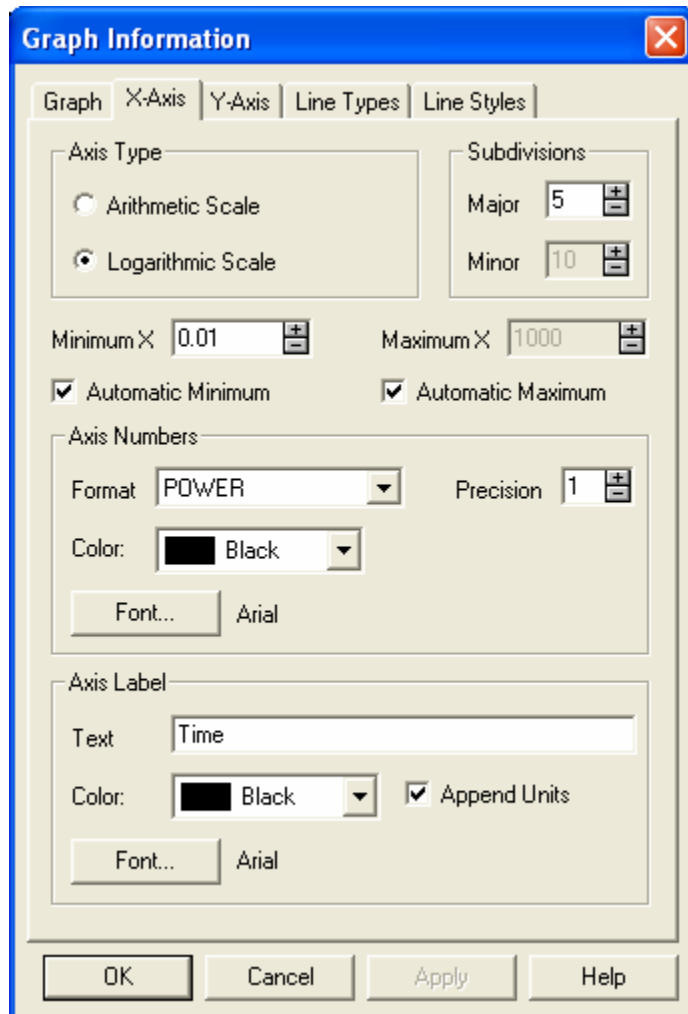 Graph Information
Graph X-Axis Y-Axis Line Types Line Styles
Axis Type
Arithmetic Scale
Logarithmic Scale
Subdivisions
Major 5
Minor 10
Minimum X 0.01 Maximum X 1000
Automatic Minimum Automatic Maximum
Axis Numbers
Format POWER Precision 1
Color: Black
Font... Arial
Axis Label
Text Time
Color: Black Append Units
Font... Arial
OK Cancel Apply Help